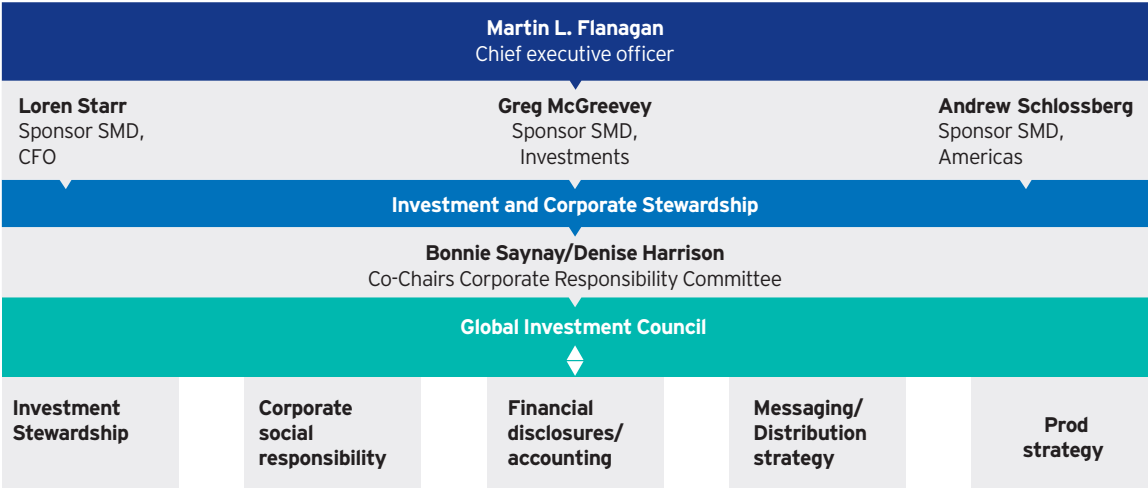 Martin L. Flanagan
Chief executive officer
Loren Starr
Sponsor SMD,
CFO
Greg McGreevey
Sponsor SMD,
Investments
Andrew Schlossberg
Sponsor SMD,
Americas
Investment and Corporate Stewardship
Bonnie Saynay/Denise Harrison
Co-Chairs Corporate Responsibility Committee
Global Investment Council
Investment
Stewardship
Corporate
social
responsibility
Financial
disclosures/
accounting
Messaging/
Distribution
strategy
Prod
strategy